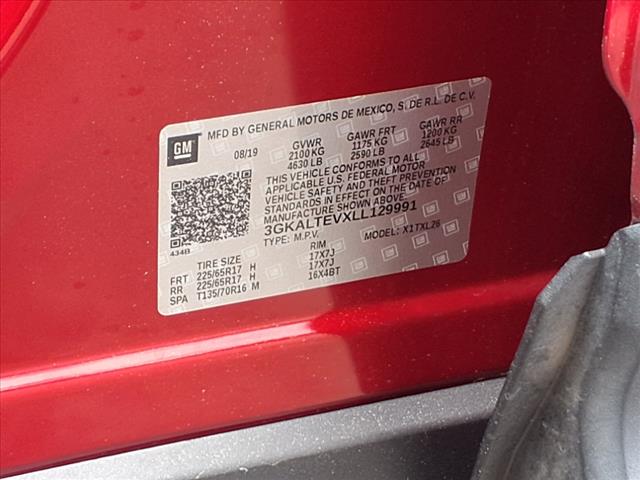 GM
MFD BY GENERAL MOTORS DE MEXICO, S. DE R.L. DE C.V.
08/19 GVWR GAWR FRT GAWR RR
2100 KG 1175 KG 1200 KG
4630 LB 2590 LB 2645 LB
THIS VEHICLE CONFORMS TO ALL
APPLICABLE U.S. FEDERAL MOTOR
VEHICLE SAFETY AND THEFT PREVENTION
STANDARDS IN EFFECT ON THE DATE OF
MANUFACTURE SHOWN ABOVE.
3GKALTEVXLL129991
TYPE: M.P.V. MODEL: X1TXL26
434B
TIRE SIZE RIM
FRT 225/65R17 H 17X7J
RR 225/65R17 H 17X7J
SPA T135/70R16 M 16X4BT